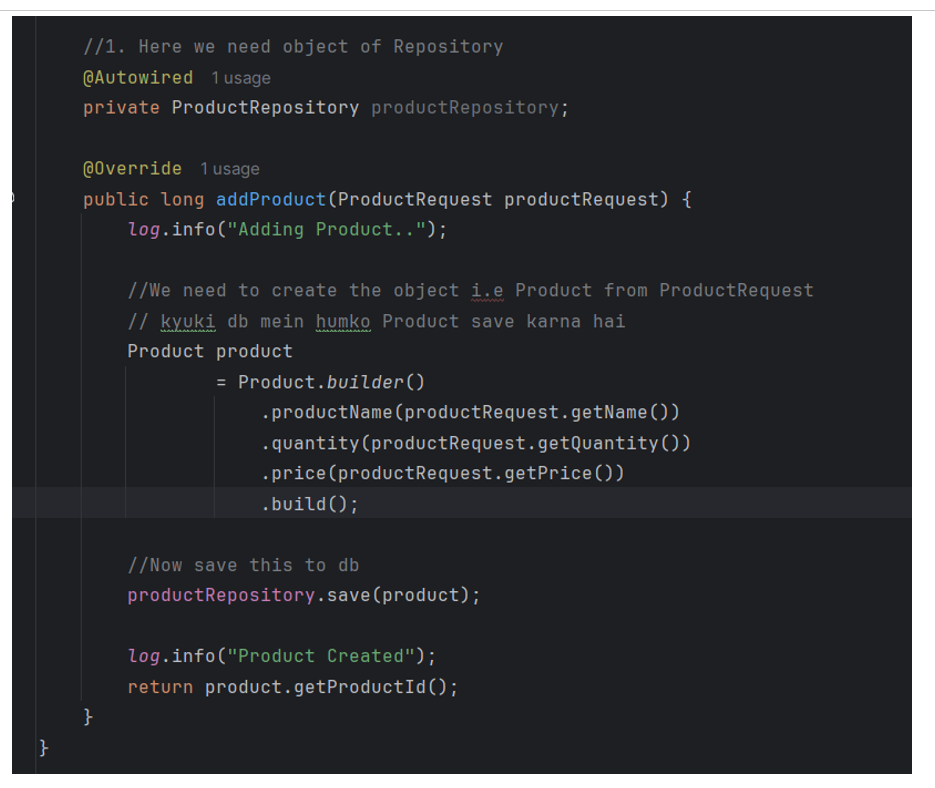 //1. Here we need object of Repository
@Autowired 1 usage
private ProductRepository productRepository;
@Override 1 usage
public long addProduct(ProductRequest productRequest) {
log.info("Adding Product..");
//We need to create the object i.e Product from ProductRequest
// kyuki db mein humko Product save karna hai
Product product
= Product.builder()
.productName(productRequest.getName())
.quantity(productRequest.getQuantity())
.price(productRequest.getPrice())
.build();
//Now save this to db
productRepository.save(product);
log.info("Product Created");
return product.getProductId();
}
}